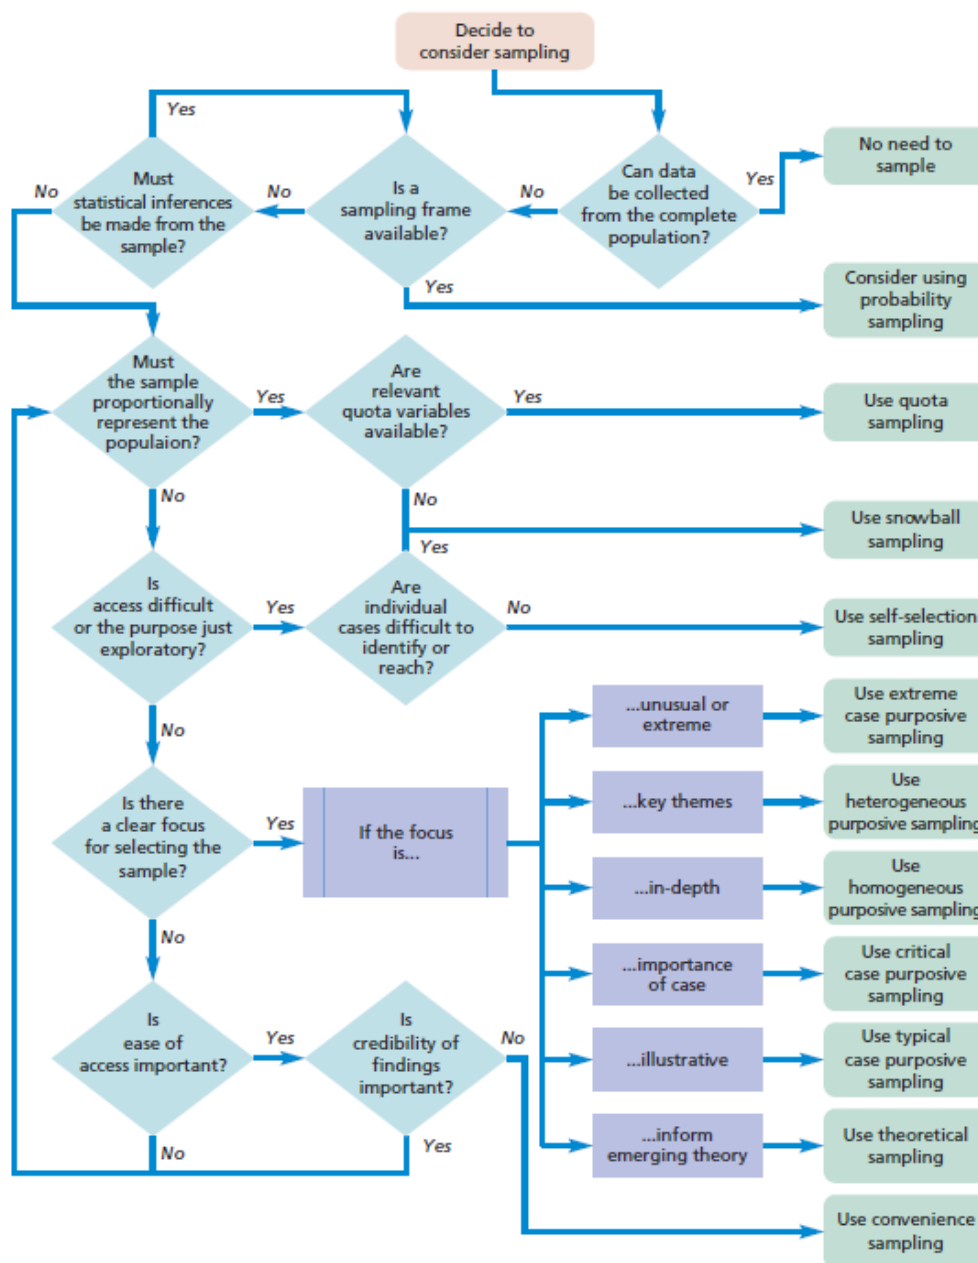 Decide to
consider sampling
Yes
No
Must
statistical inferences
be made from the
sample?
No
Is a
sampling frame
available?
No
Can data
be collected
from the complete
population?
Yes
No need to
sample
Yes
Consider using
probability
sampling
Must
the sample
proportionally
represent the
populaion?
Yes
Are
relevant
quota variables
available?
Yes
Use quota
sampling
No
No
Use snowball
sampling
Yes
Is
access difficult
or the purpose just
exploratory?
Yes
Are
individual
cases difficult to
identify or
reach?
No
Use self-selection
sampling
No
Is there
a clear focus
for selecting the
sample?
Yes
If the focus
is...
...unusual or
extreme
Use extreme
case purposive
sampling
...key themes
Use
heterogeneous
purposive sampling
...in-depth
Use
homogeneous
purposive sampling
...importance
of case
Use critical
case purposive
sampling
...illustrative
Use typical
case purposive
sampling
...inform
emerging theory
Use theoretical
sampling
No
Is
ease of
access important?
Yes
Is
credibility of
findings
important?
No
No
Yes
Use convenience
sampling